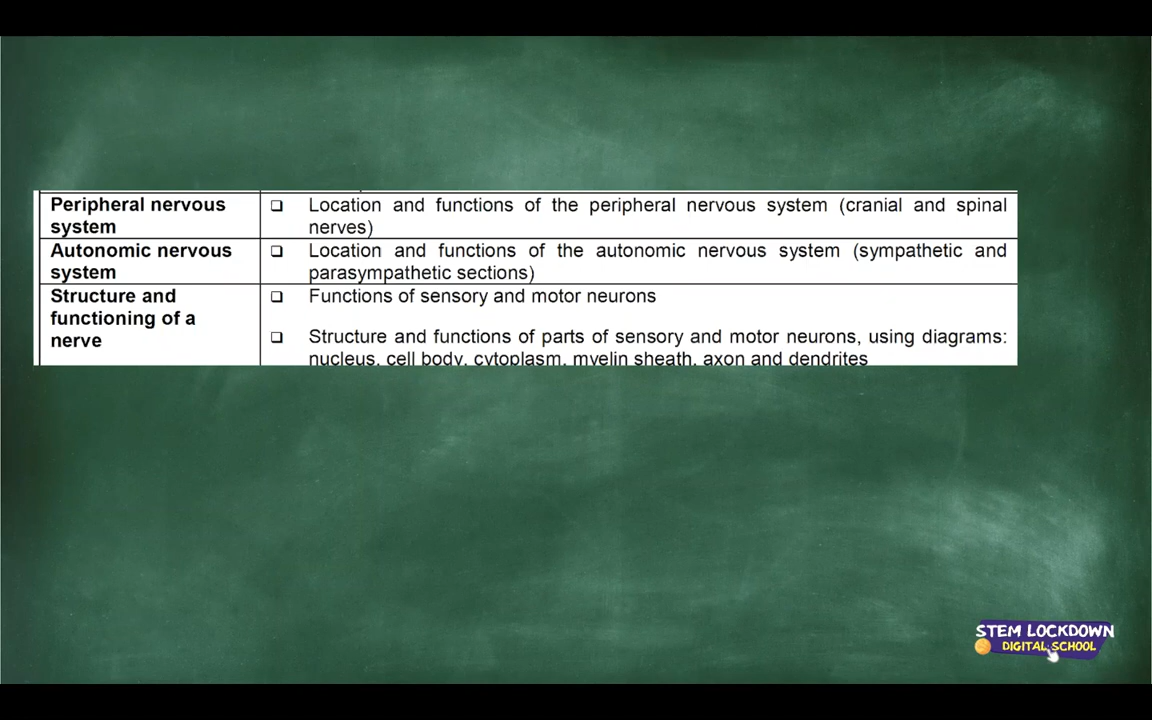 Peripheral nervous
system
❑ Location and functions of the peripheral nervous system (cranial and spinal
nerves)
Autonomic nervous
system
❑ Location and functions of the autonomic nervous system (sympathetic and
parasympathetic sections)
Structure and
functioning of a
nerve
❑ Functions of sensory and motor neurons
❑ Structure and functions of parts of sensory and motor neurons, using diagrams:
nucleus, cell body, cytoplasm, myelin sheath, axon and dendrites
STEM LOCKDOWN
DIGITAL SCHOOL